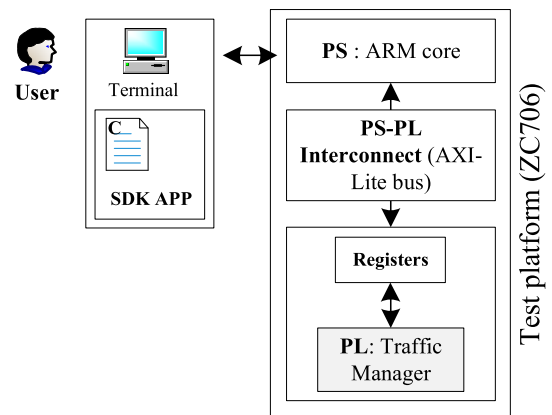 User
Terminal
C
SDK APP
PS : ARM core
PS-PL
Interconnect (AXI-
Lite bus)
Registers
PL: Traffic
Manager
Test platform (ZC706)